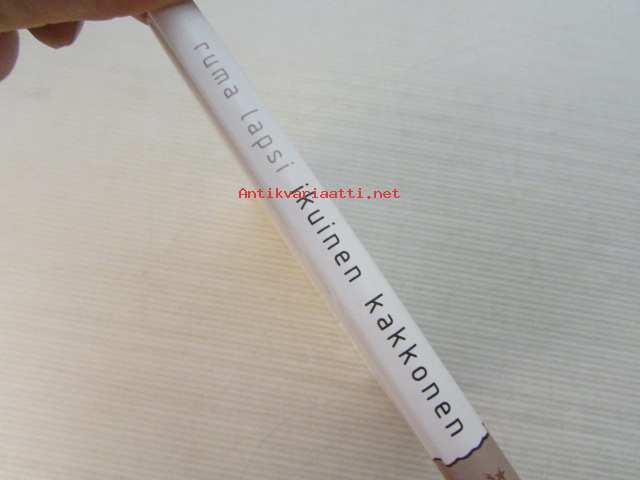 ruma lapsi ikuinen kakkonen
Antikvariaatti.net